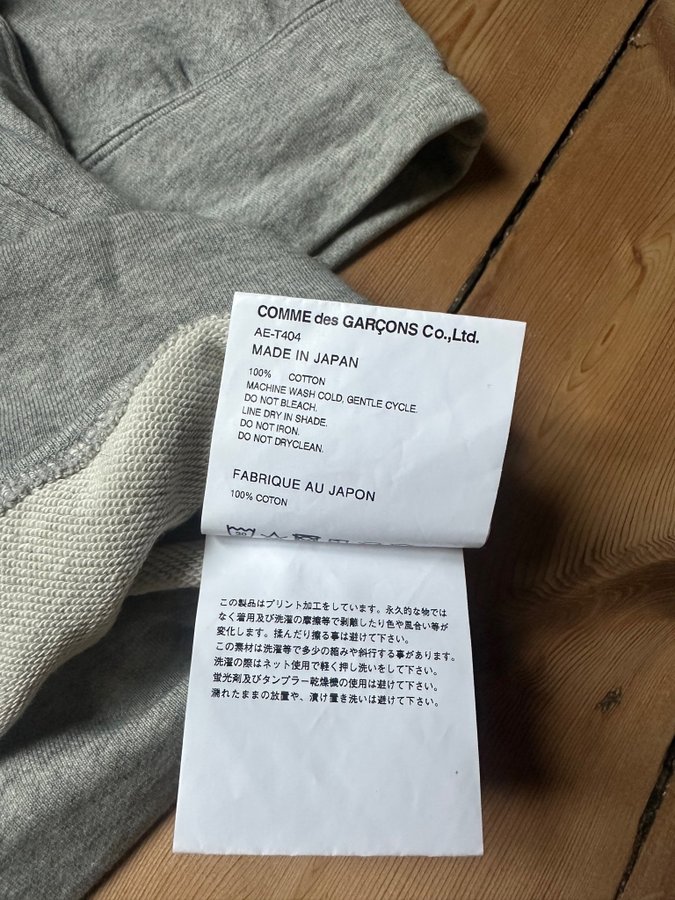 COMME des GARÇONS Co.,Ltd.
AE-T404
MADE IN JAPAN
100% COTTON
MACHINE WASH COLD, GENTLE CYCLE.
DO NOT BLEACH.
LINE DRY IN SHADE.
DO NOT IRON.
DO NOT DRYCLEAN.
FABRIQUE AU JAPON
100% COTON
30
この製品はプリント加工をしています。永久的な物では
なく着用及び洗濯の摩擦等で剥離したり色や風合い等が
変化します。揉んだり擦る事は避けて下さい。
この素材は洗濯等で多少の縮みや斜行する事があります。
洗濯の際はネット使用で軽く押し洗いをして下さい。
蛍光剤及びタンブラー乾燥機の使用は避けて下さい。
濡れたままの放置や、漬け置き洗いは避けて下さい。